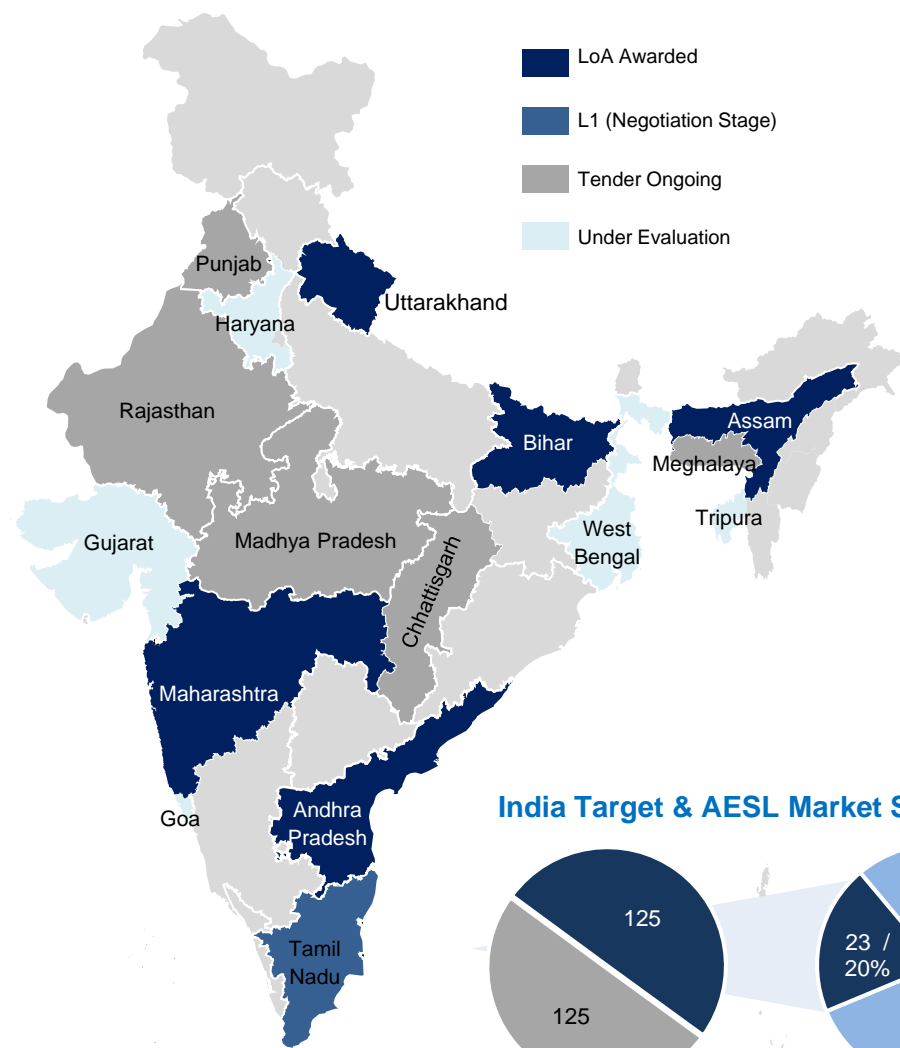 LoA Awarded
L1 (Negotiation Stage)
Tender Ongoing
Under Evaluation
Punjab
Uttarakhand
Haryana
Rajasthan
Assam
Bihar
Meghalaya
Tripura
West
Bengal
Gujarat
Madhya Pradesh
Chhattisgarh
Maharashtra
Goa
Andhra
Pradesh
Tamil
Nadu
India Target & AESL Market S
125
125
23 /
20%